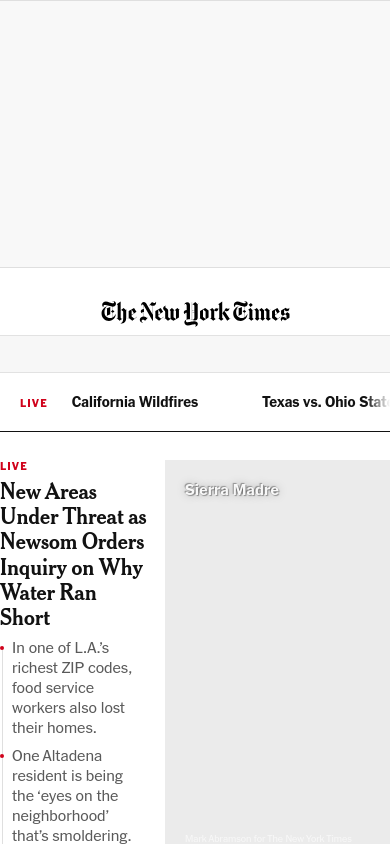 The New York Times
LIVE California Wildfires Texas vs. Ohio State
LIVE
New Areas
Under Threat as
Newsom Orders
Inquiry on Why
Water Ran
Short
In one of L.A.’s
richest ZIP codes,
food service
workers also lost
their homes.
One Altadena
resident is being
the ‘eyes on the
neighborhood’
that’s smoldering.
Sierra Madre
Mark Abramson for The New York Times